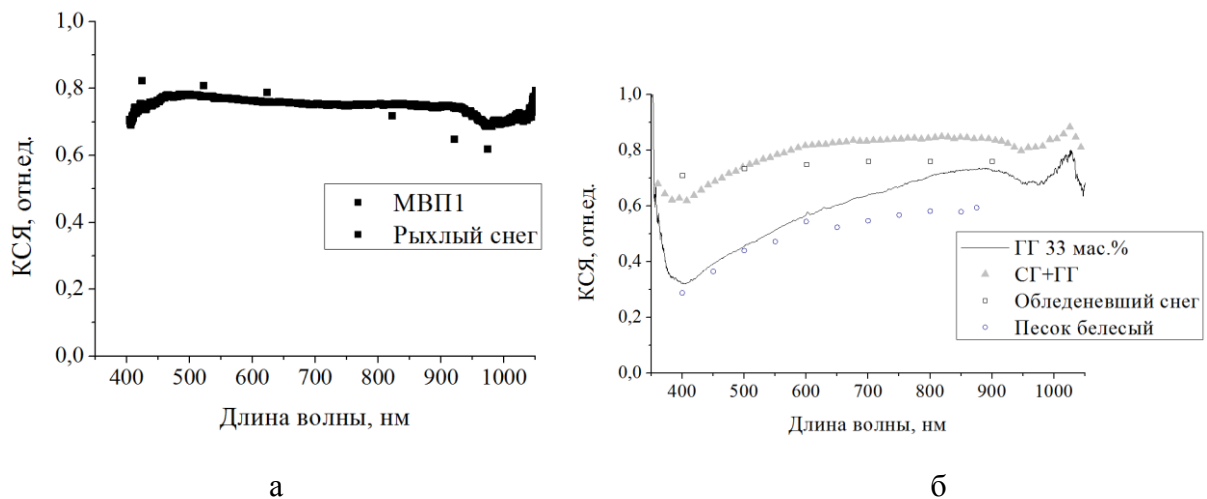 1,0
0,8
0,6
0,4
0,2
0,0
КСЯ, отн.ед.
МВП1
Рыхлый снег
400 500 600 700 800 900 1000
Длина волны, нм
а
1,0
0,8
0,6
0,4
0,2
0,0
КСЯ, отн.ед.
ГГ 33 мас.%
СГ+ГГ
Обледеневший снег
Песок белесый
400 500 600 700 800 900 1000
Длина волны, нм
б